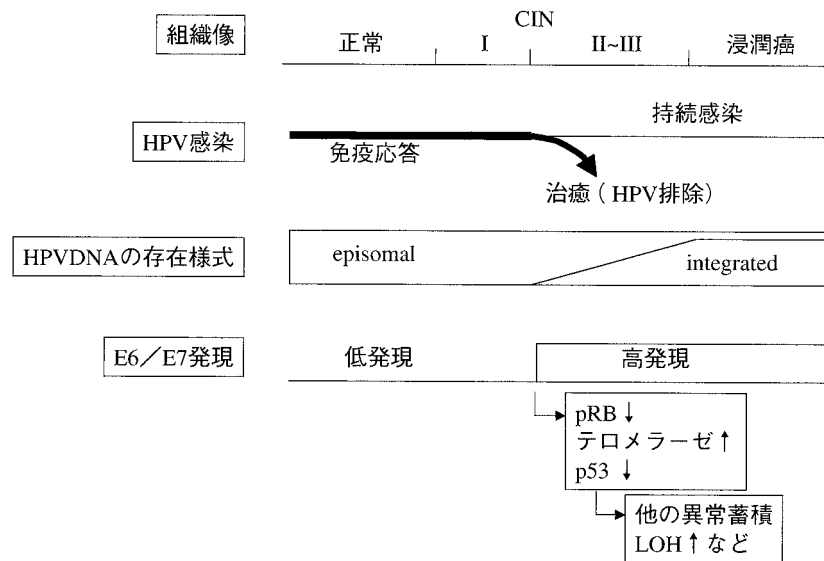 CIN
組織像
正常
I
II~III
浸潤癌
持続感染
HPV感染
免疫応答
治癒 ( HPV排除)
HPVDNAの存在様式
episomal
integrated
E6／E7発現
低発現
高発現
pRB ↓
テロメラーゼ ↑
p53 ↓
他の異常蓄積
LOH ↑ など